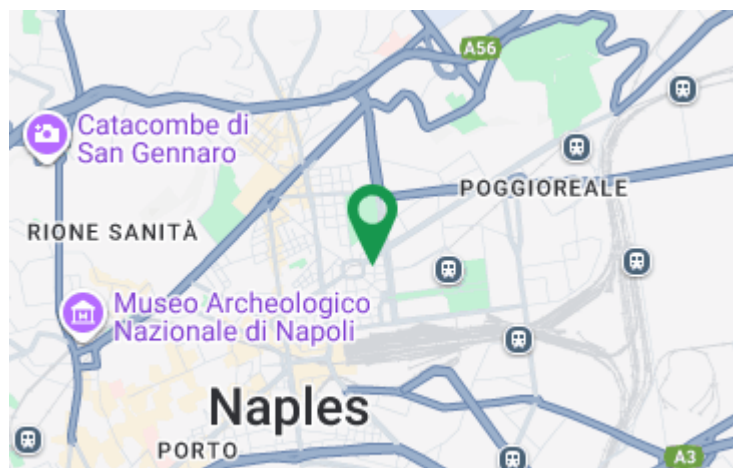 A56
Catacombe di
San Gennaro
POGGIOREALE
RIONE SANITÀ
Museo Archeologico
Nazionale di Napoli
Naples
PORTO
A3